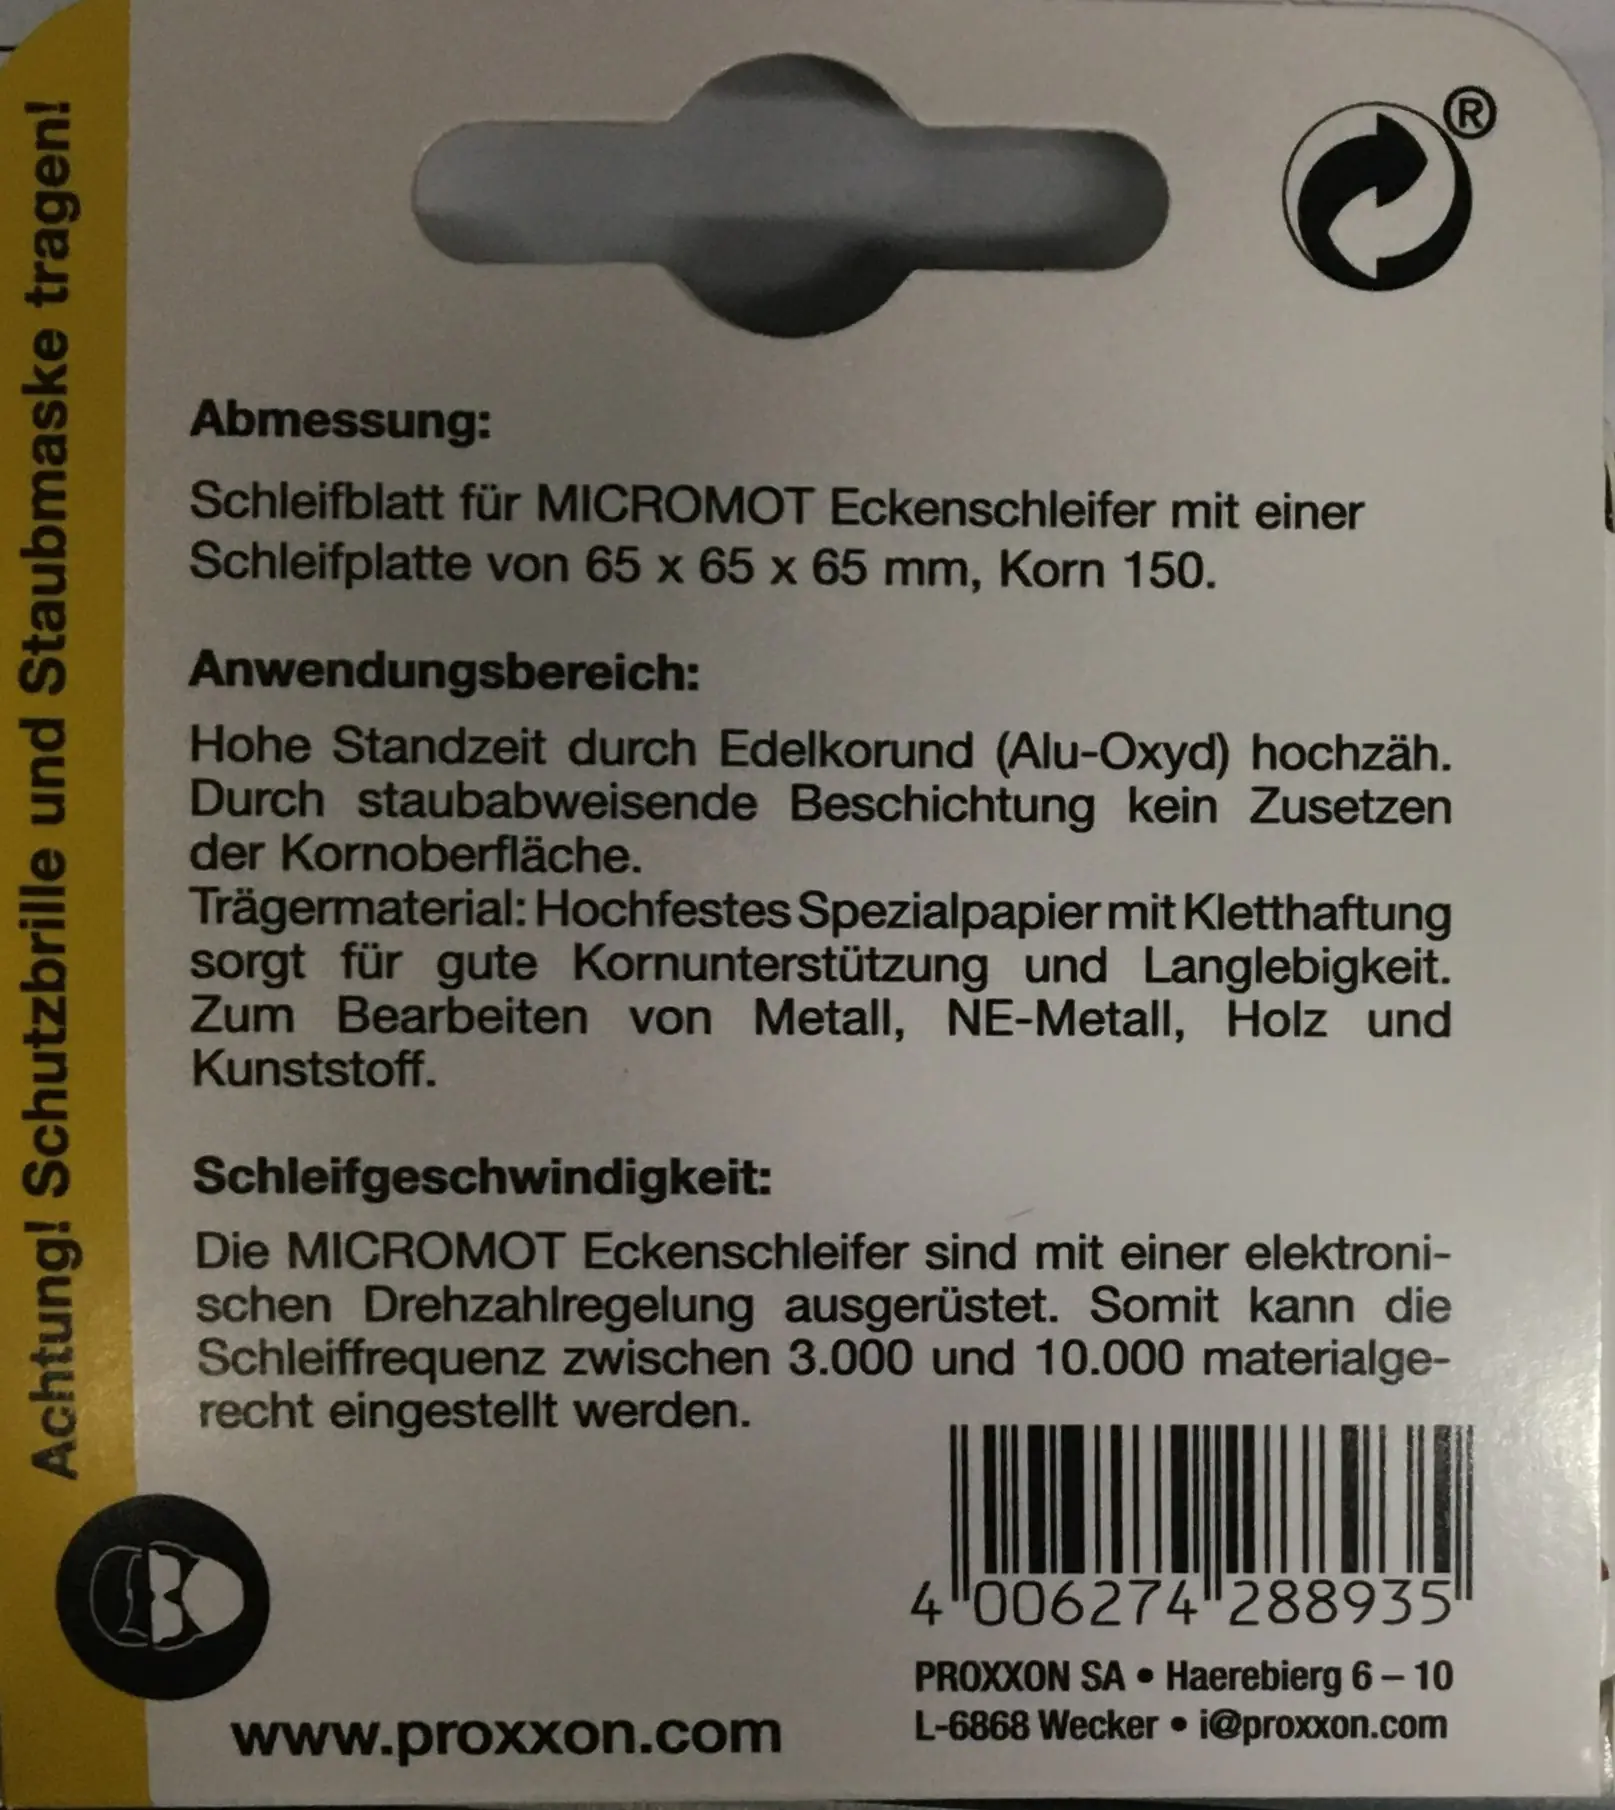 Achtung! Schutzbrille und Staubmaske tragen!
®
Abmessung:
Schleifblatt für MICROMOT Eckenschleifer mit einer
Schleifplatte von 65 x 65 x 65 mm, Korn 150.
Anwendungsbereich:
Hohe Standzeit durch Edelkorund (Alu-Oxyd) hochzäh.
Durch staubabweisende Beschichtung kein Zusetzen
der Kornoberfläche.
Trägermaterial: Hochfestes Spezialpapier mit Kletthaftung
sorgt für gute Kornunterstützung und Langlebigkeit.
Zum Bearbeiten von Metall, NE-Metall, Holz und
Kunststoff.
Schleifgeschwindigkeit:
Die MICROMOT Eckenschleifer sind mit einer elektroni-
schen Drehzahlregelung ausgerüstet. Somit kann die
Schleiffrequenz zwischen 3.000 und 10.000 materialge-
recht eingestellt werden.
4 006274 288935
PROXXON SA • Haerebierg 6 – 10
L-6868 Wecker • i@proxxon.com
www.proxxon.com